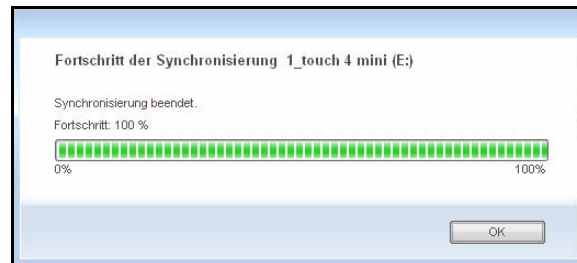 Fortschritt der Synchronisierung 1_touch 4 mini (E:)
Synchronisierung beendet.
Fortschritt: 100 %
0% 100%
OK